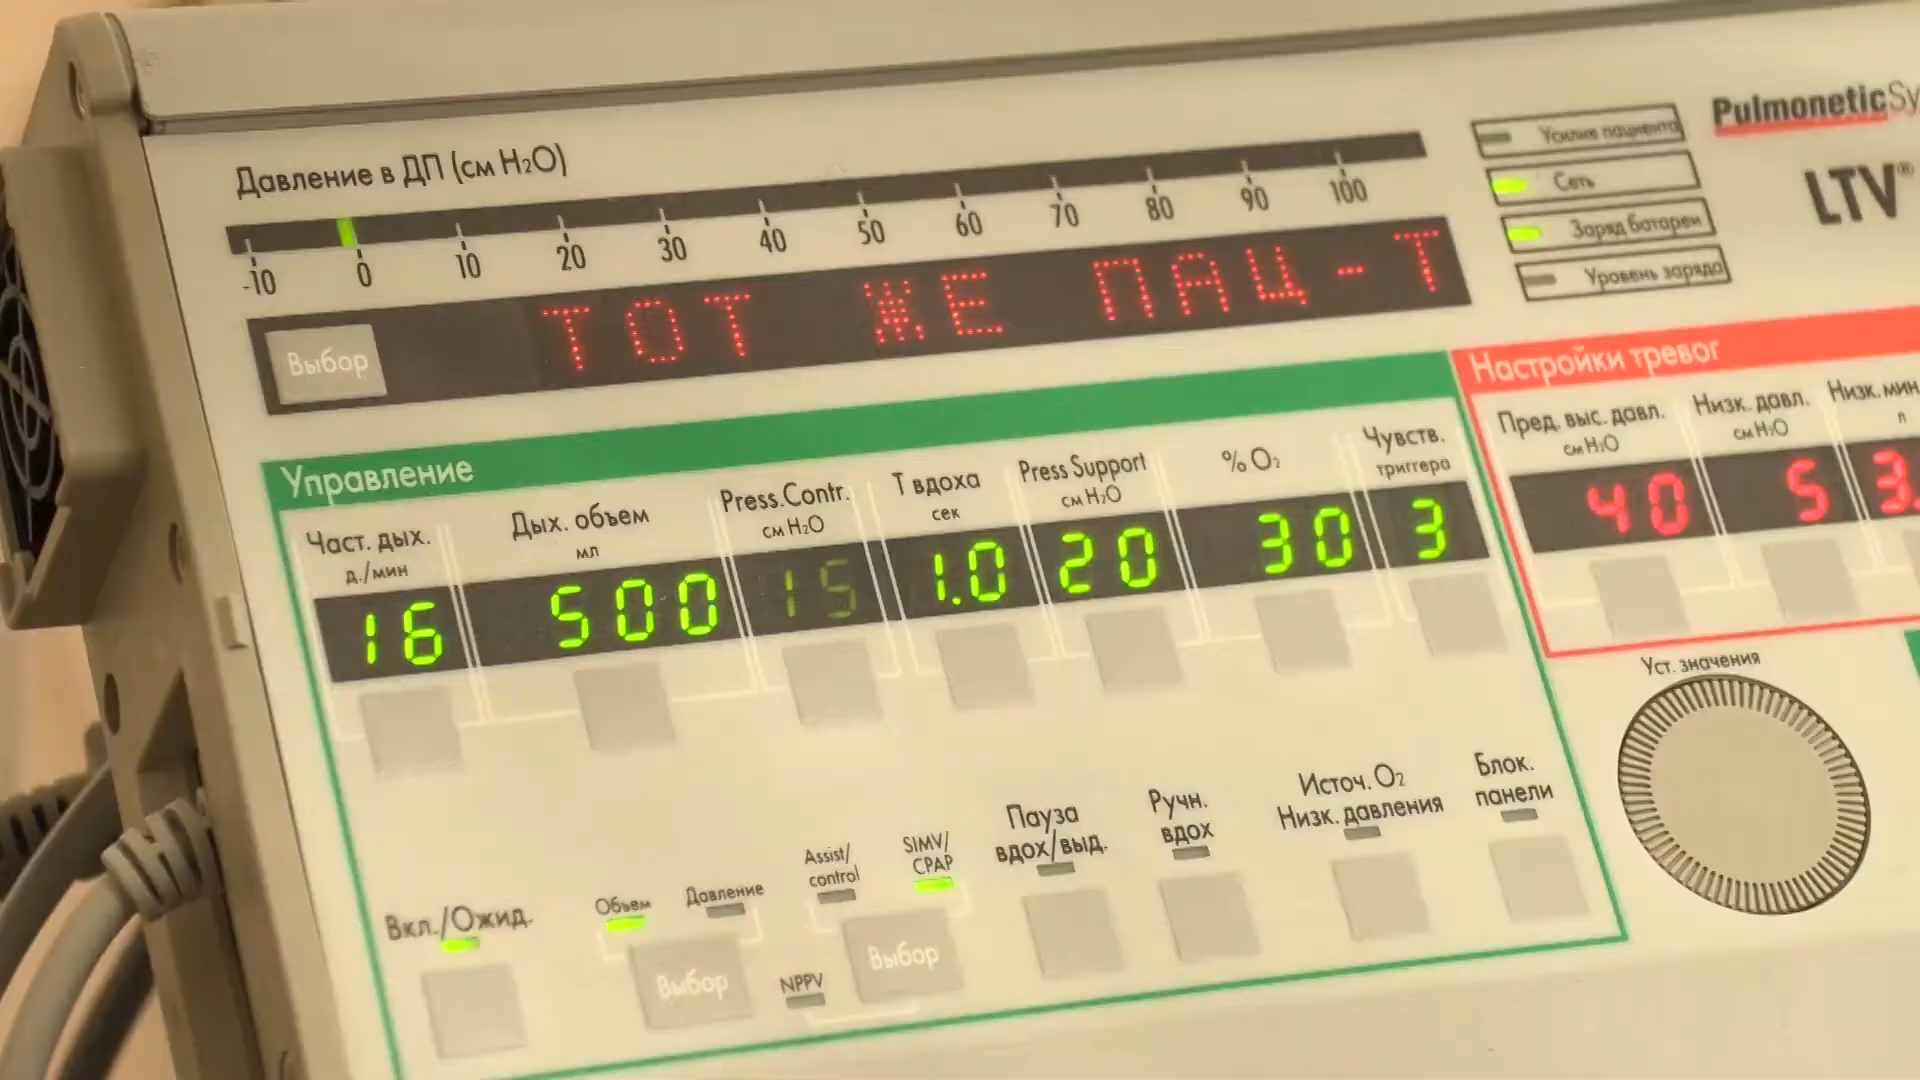 PulmoneticSy
LTV®
Усилие пациента
Сеть
Заряд батареи
Уровень заряда
Давление в ДП (см H₂O)
-10 0 10 20 30 40 50 60 70 80 90 100
Выбор
ТОТ ЖЕ ПАЦ-Т
Управление
Част. дых.
д./мин
16
Дых. объем
мл
500
Press.Contr.
см H₂O
15
Т вдоха
сек
1.0
Press Support
см H₂O
20
% O₂
30
Чувств.
триггера
3
Настройки тревог
Пред. выс. давл.
см H₂O
40
Низк. давл.
см H₂O
5
Низк. мин.
л
3.
Уст. значения
Вкл./Ожид.
Объем
Давление
Выбор
Assist/
control
SIMV/
CPAP
Выбор
NPPV
Пауза
вдох/выд.
Ручн.
вдох
Источ. O₂
Низк. давления
Блок.
панели